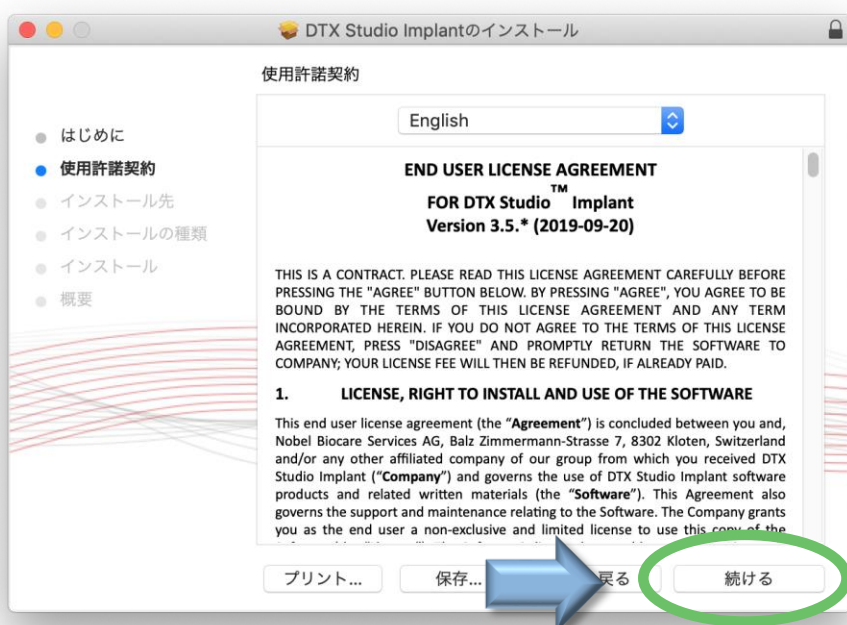 DTX Studio Implantのインストール
使用許諾契約
はじめに
使用許諾契約
インストール先
インストールの種類
インストール
概要
English
END USER LICENSE AGREEMENT
FOR DTX Studio™ Implant
Version 3.5.* (2019-09-20)
THIS IS A CONTRACT. PLEASE READ THIS LICENSE AGREEMENT CAREFULLY BEFORE
PRESSING THE "AGREE" BUTTON BELOW. BY PRESSING "AGREE", YOU AGREE TO BE
BOUND BY THE TERMS OF THIS LICENSE AGREEMENT AND ANY TERM
INCORPORATED HEREIN. IF YOU DO NOT AGREE TO THE TERMS OF THIS LICENSE
AGREEMENT, PRESS "DISAGREE" AND PROMPTLY RETURN THE SOFTWARE TO
COMPANY; YOUR LICENSE FEE WILL THEN BE REFUNDED, IF ALREADY PAID.
1. LICENSE, RIGHT TO INSTALL AND USE OF THE SOFTWARE
This end user license agreement (the “Agreement”) is concluded between you and,
Nobel Biocare Services AG, Balz Zimmermann-Strasse 7, 8302 Kloten, Switzerland
and/or any other affiliated company of our group from which you received DTX
Studio Implant (“Company”) and governs the use of DTX Studio Implant software
products and related written materials (the “Software”). This Agreement also
governs the support and maintenance relating to the Software. The Company grants
you as the end user a non-exclusive and limited license to use this copy of the
プリント... 保存... 戻る 続ける